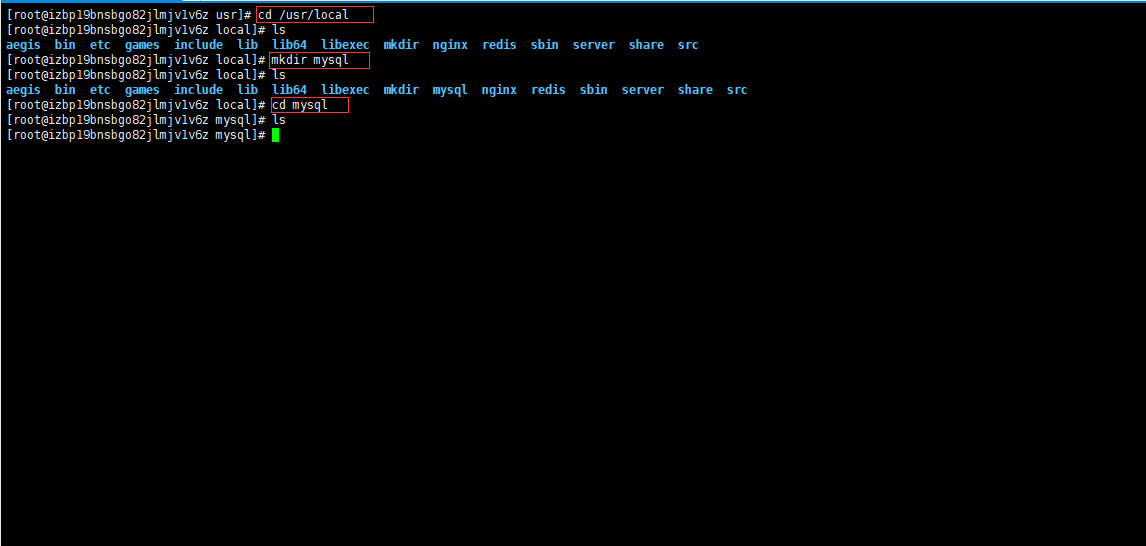 [root@izbp19bnsbgo82jlmjv1v6z usr]# cd /usr/local
[root@izbp19bnsbgo82jlmjv1v6z local]# ls
aegis  bin  etc  games  include  lib  lib64  libexec  mkdir  nginx  redis  sbin  server  share  src
[root@izbp19bnsbgo82jlmjv1v6z local]# mkdir mysql
[root@izbp19bnsbgo82jlmjv1v6z local]# ls
aegis  bin  etc  games  include  lib  lib64  libexec  mkdir  mysql  nginx  redis  sbin  server  share  src
[root@izbp19bnsbgo82jlmjv1v6z local]# cd mysql
[root@izbp19bnsbgo82jlmjv1v6z mysql]# ls
[root@izbp19bnsbgo82jlmjv1v6z mysql]#